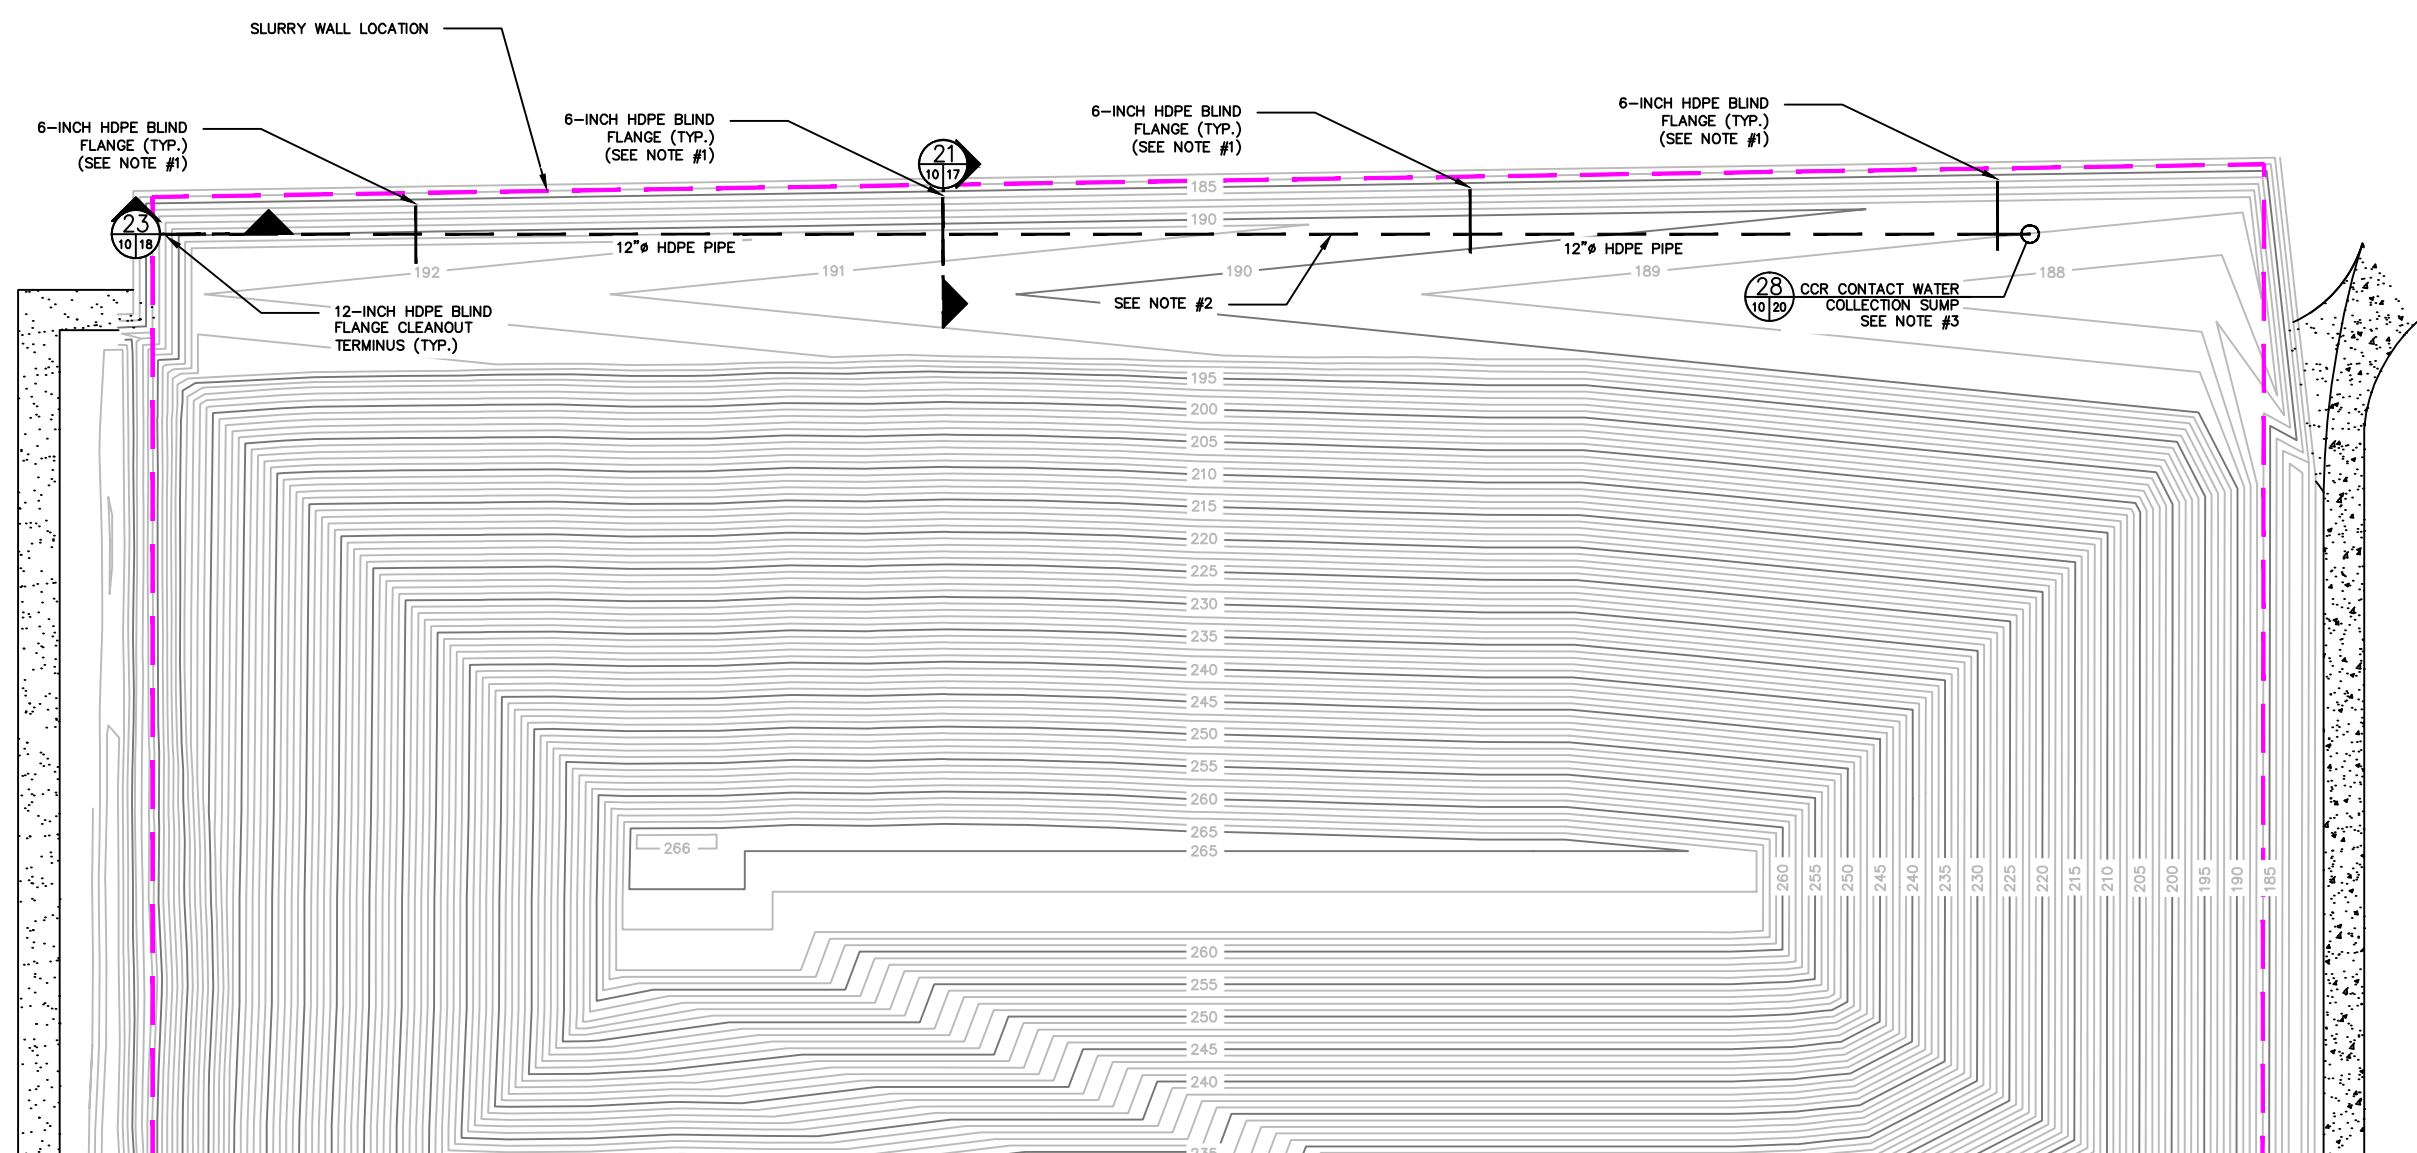 SLURRY WALL LOCATION
6-INCH HDPE BLIND
FLANGE (TYP.)
(SEE NOTE #1)
6-INCH HDPE BLIND
FLANGE (TYP.)
(SEE NOTE #1)
6-INCH HDPE BLIND
FLANGE (TYP.)
(SEE NOTE #1)
6-INCH HDPE BLIND
FLANGE (TYP.)
(SEE NOTE #1)
21
10 17
23
10 18
185
190
12"ø HDPE PIPE
12"ø HDPE PIPE
192
191
190
189
188
SEE NOTE #2
28
10 20
CCR CONTACT WATER
COLLECTION SUMP
SEE NOTE #3
12-INCH HDPE BLIND
FLANGE CLEANOUT
TERMINUS (TYP.)
195
200
205
210
215
220
225
230
235
240
245
250
255
260
265
266
265
260
255
250
245
240
235
230
225
220
215
210
205
200
195
190
185
260
255
250
245
240
235